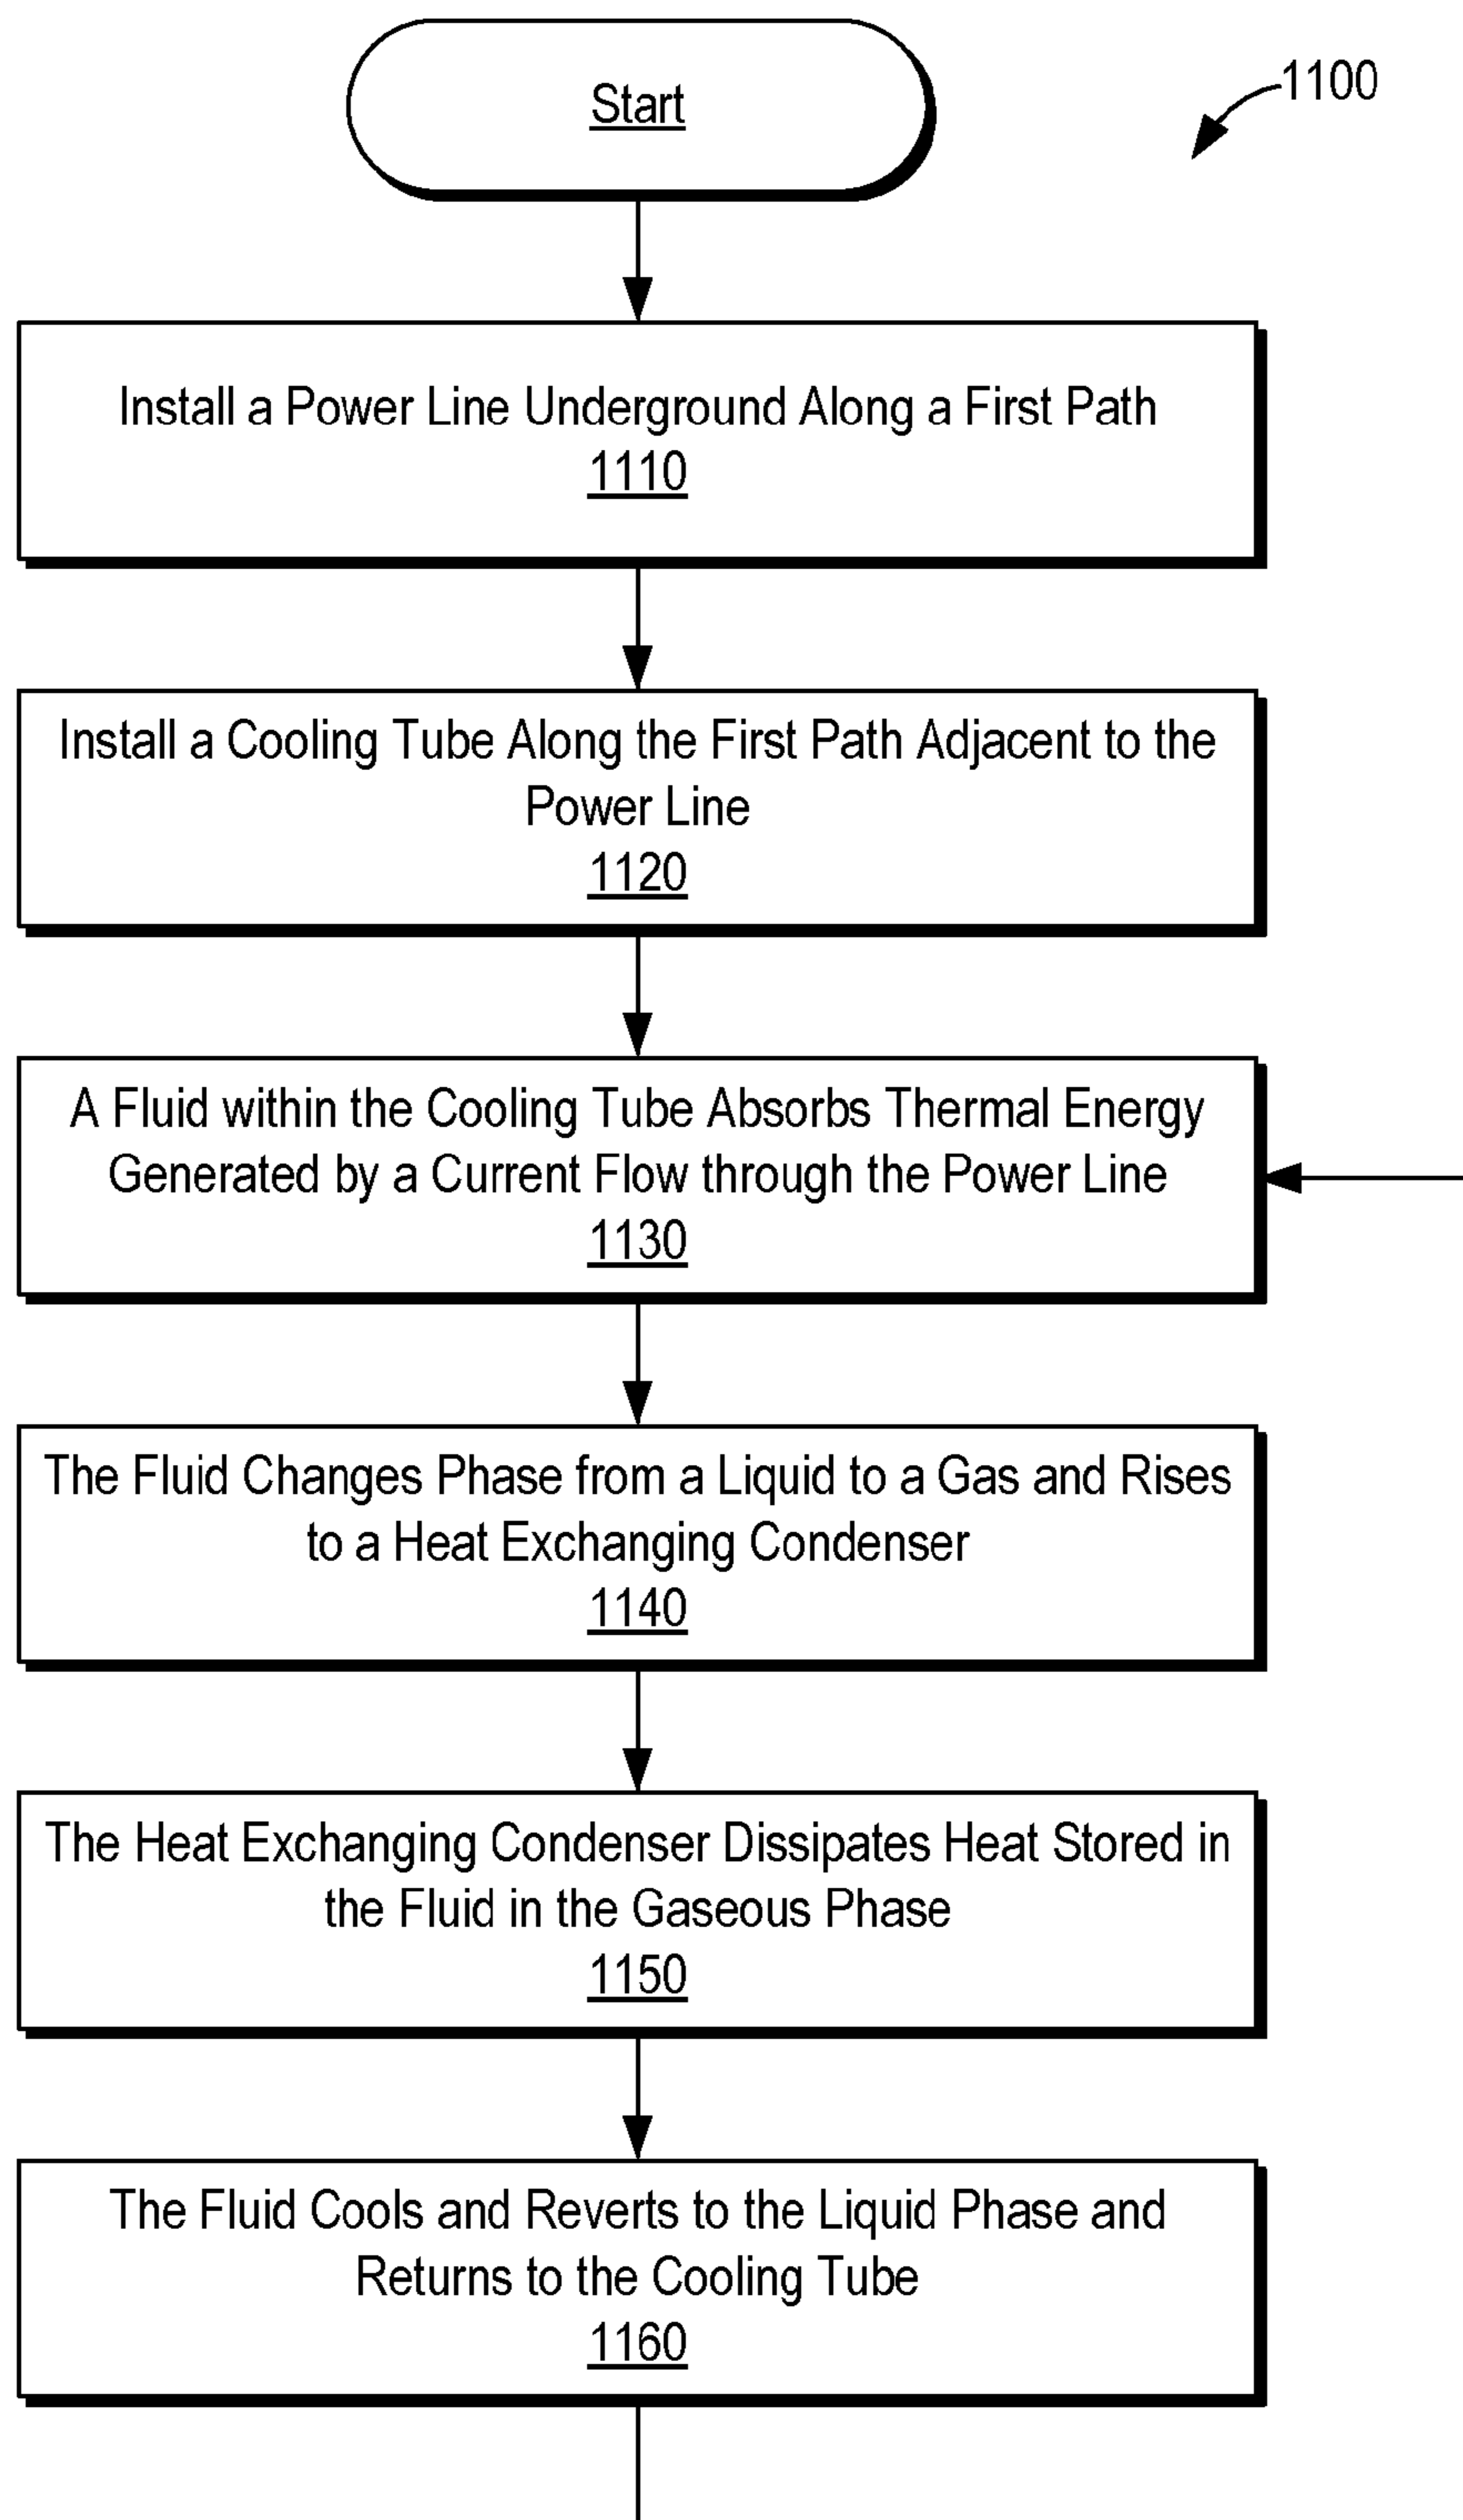 Start
1100
Install a Power Line Underground Along a First Path
1110
Install a Cooling Tube Along the First Path Adjacent to the
Power Line
1120
A Fluid within the Cooling Tube Absorbs Thermal Energy
Generated by a Current Flow through the Power Line
1130
The Fluid Changes Phase from a Liquid to a Gas and Rises
to a Heat Exchanging Condenser
1140
The Heat Exchanging Condenser Dissipates Heat Stored in
the Fluid in the Gaseous Phase
1150
The Fluid Cools and Reverts to the Liquid Phase and
Returns to the Cooling Tube
1160